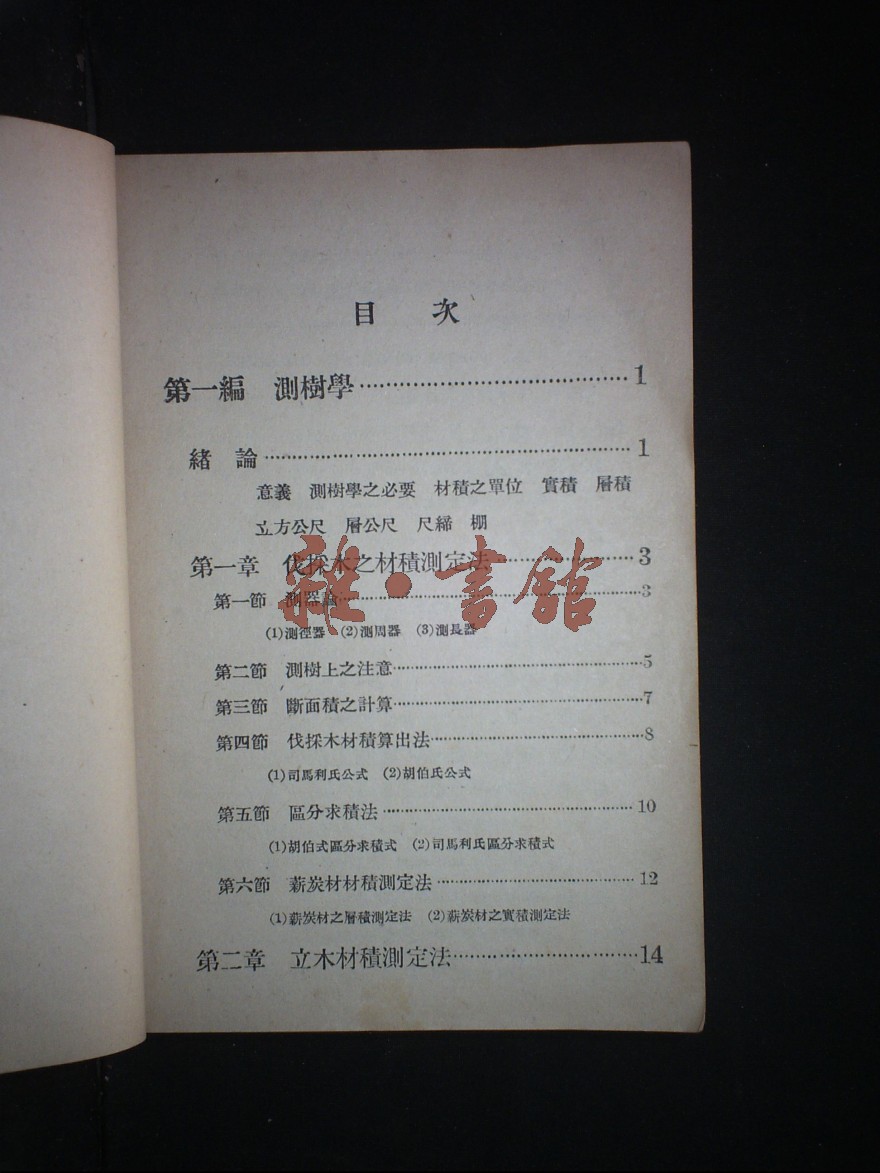 目 次
第一編 測樹學……………………………………1
緒 論……………………………………………………1
意義 測樹學之必要 材積之單位 實積 層積
立方公尺 層公尺 尺締 棚
第一章 伐採木之材積測定法……………………3
第一節 測器論……………………………………………3
(1)測徑器 (2)測周器 (3)測長器
第二節 測樹上之注意……………………………………5
第三節 斷面積之計算……………………………………7
第四節 伐採木材積算出法………………………………8
(1)司馬利氏公式 (2)胡伯氏公式
第五節 區分求積法……………………………………10
(1)胡伯式區分求積式 (2)司馬利氏區分求積式
第六節 薪炭材材積測定法……………………………12
(1)薪炭材之層積測定法 (2)薪炭材之實積測定法
第二章 立木材積測定法…………………………14
雜·書館